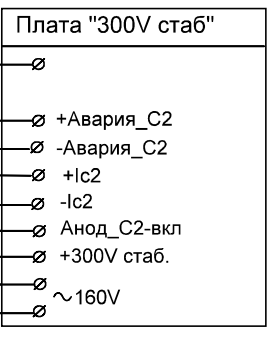 Плата "300V стаб"
+Авария_С2
-Авария_С2
+Ic2
-Ic2
Анод_С2-вкл
+300V стаб.
~160V